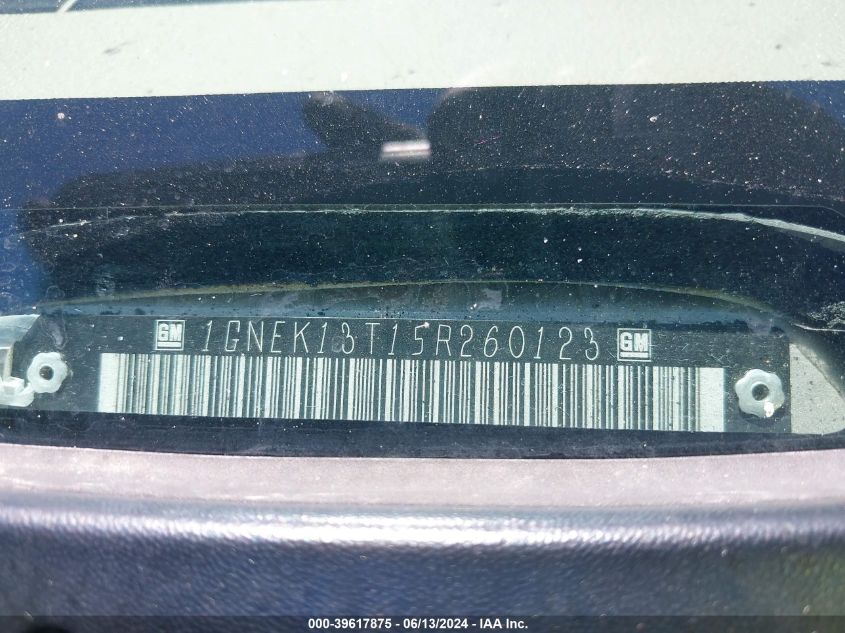 GM 1GNEK13T15R260123 GM
000-39617875 - 06/13/2024 - IAA Inc.